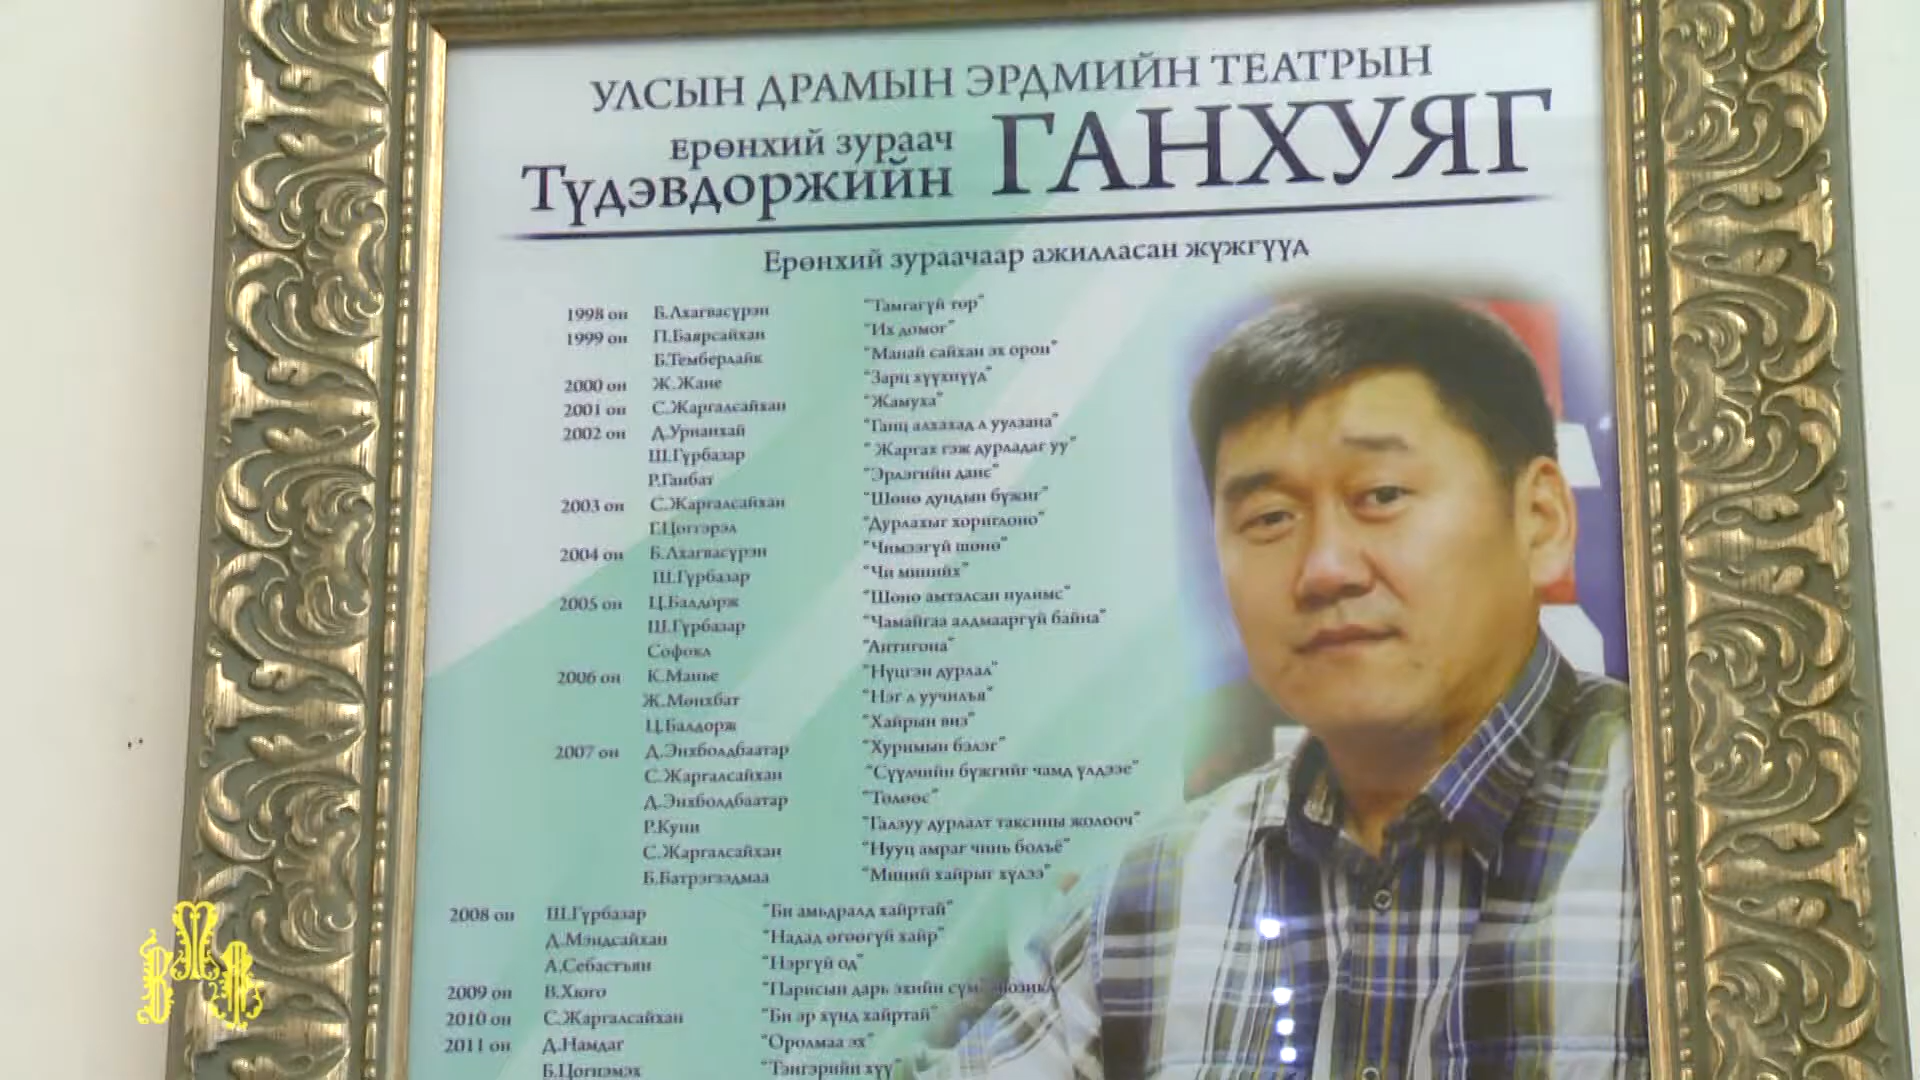 УЛСЫН ДРАМЫН ЭРДМИЙН ТЕАТРЫН
ЕРӨНХИЙ зураач
Түдэвдоржийн ГАНХУЯГ
Ерөнхий зураачаар ажилласан жүжгүүд
1998 он Б.Лхагвасүрэн "Тамгагүй төр"
1999 он П.Баярсайхан "Их домог"
Б.Темберлайк "Манай сайхан эх орон"
2000 он Ж.Жане "Зарц хүүхнүүд"
2001 он С.Жаргалсайхан "Жамуха"
2002 он Д.Урианхай "Ганц алхахад л уулзана"
Ш.Гүрбазар "Жаргах гэж дурладаг уу"
Р.Ганбат "Эрлэгийн данс"
2003 он С.Жаргалсайхан "Шөнө дундын бүжиг"
Г.Цогтэрэл "Дурлахыг хориглоно"
2004 он Б.Лхагвасүрэн "Чимээгүй шөнө"
Ш.Гүрбазар "Чи минийх"
2005 он Ц.Балдорж "Шөнө амталсан нулимс"
Ш.Гүрбазар "Чамайгаа алдмааргүй байна"
Софокл "Антигона"
2006 он К.Манье "Нүцгэн дурлал"
Ж.Мөнхбат "Нэг л уучилъя"
Ц.Балдорж "Хайрын виз"
2007 он Д.Энхболдбаатар "Хуримын бэлэг"
С.Жаргалсайхан "Сүүлчийн бүжгийг чамд үлдээе"
Д.Энхболдбаатар "Төлөөс"
Р.Куни "Галзуу дурлалт таксины жолооч"
С.Жаргалсайхан "Нууц амраг чинь больё"
Б.Батрэгзэдмаа "Миний хайрыг хүлээ"
2008 он Ш.Гүрбазар "Би амьдралд хайртай"
Д.Мэндсайхан "Надад өгөөгүй хайр"
А.Себастьян "Нэргүй од"
2009 он В.Хюго "Парисын дарь эхийн сүм
2010 он С.Жаргалсайхан "Би эр хүнд хайртай"
2011 он Д.Намдаг "Оролмаа эх"
Б.Цогнэмэх "Тэнгэрийн хүү"